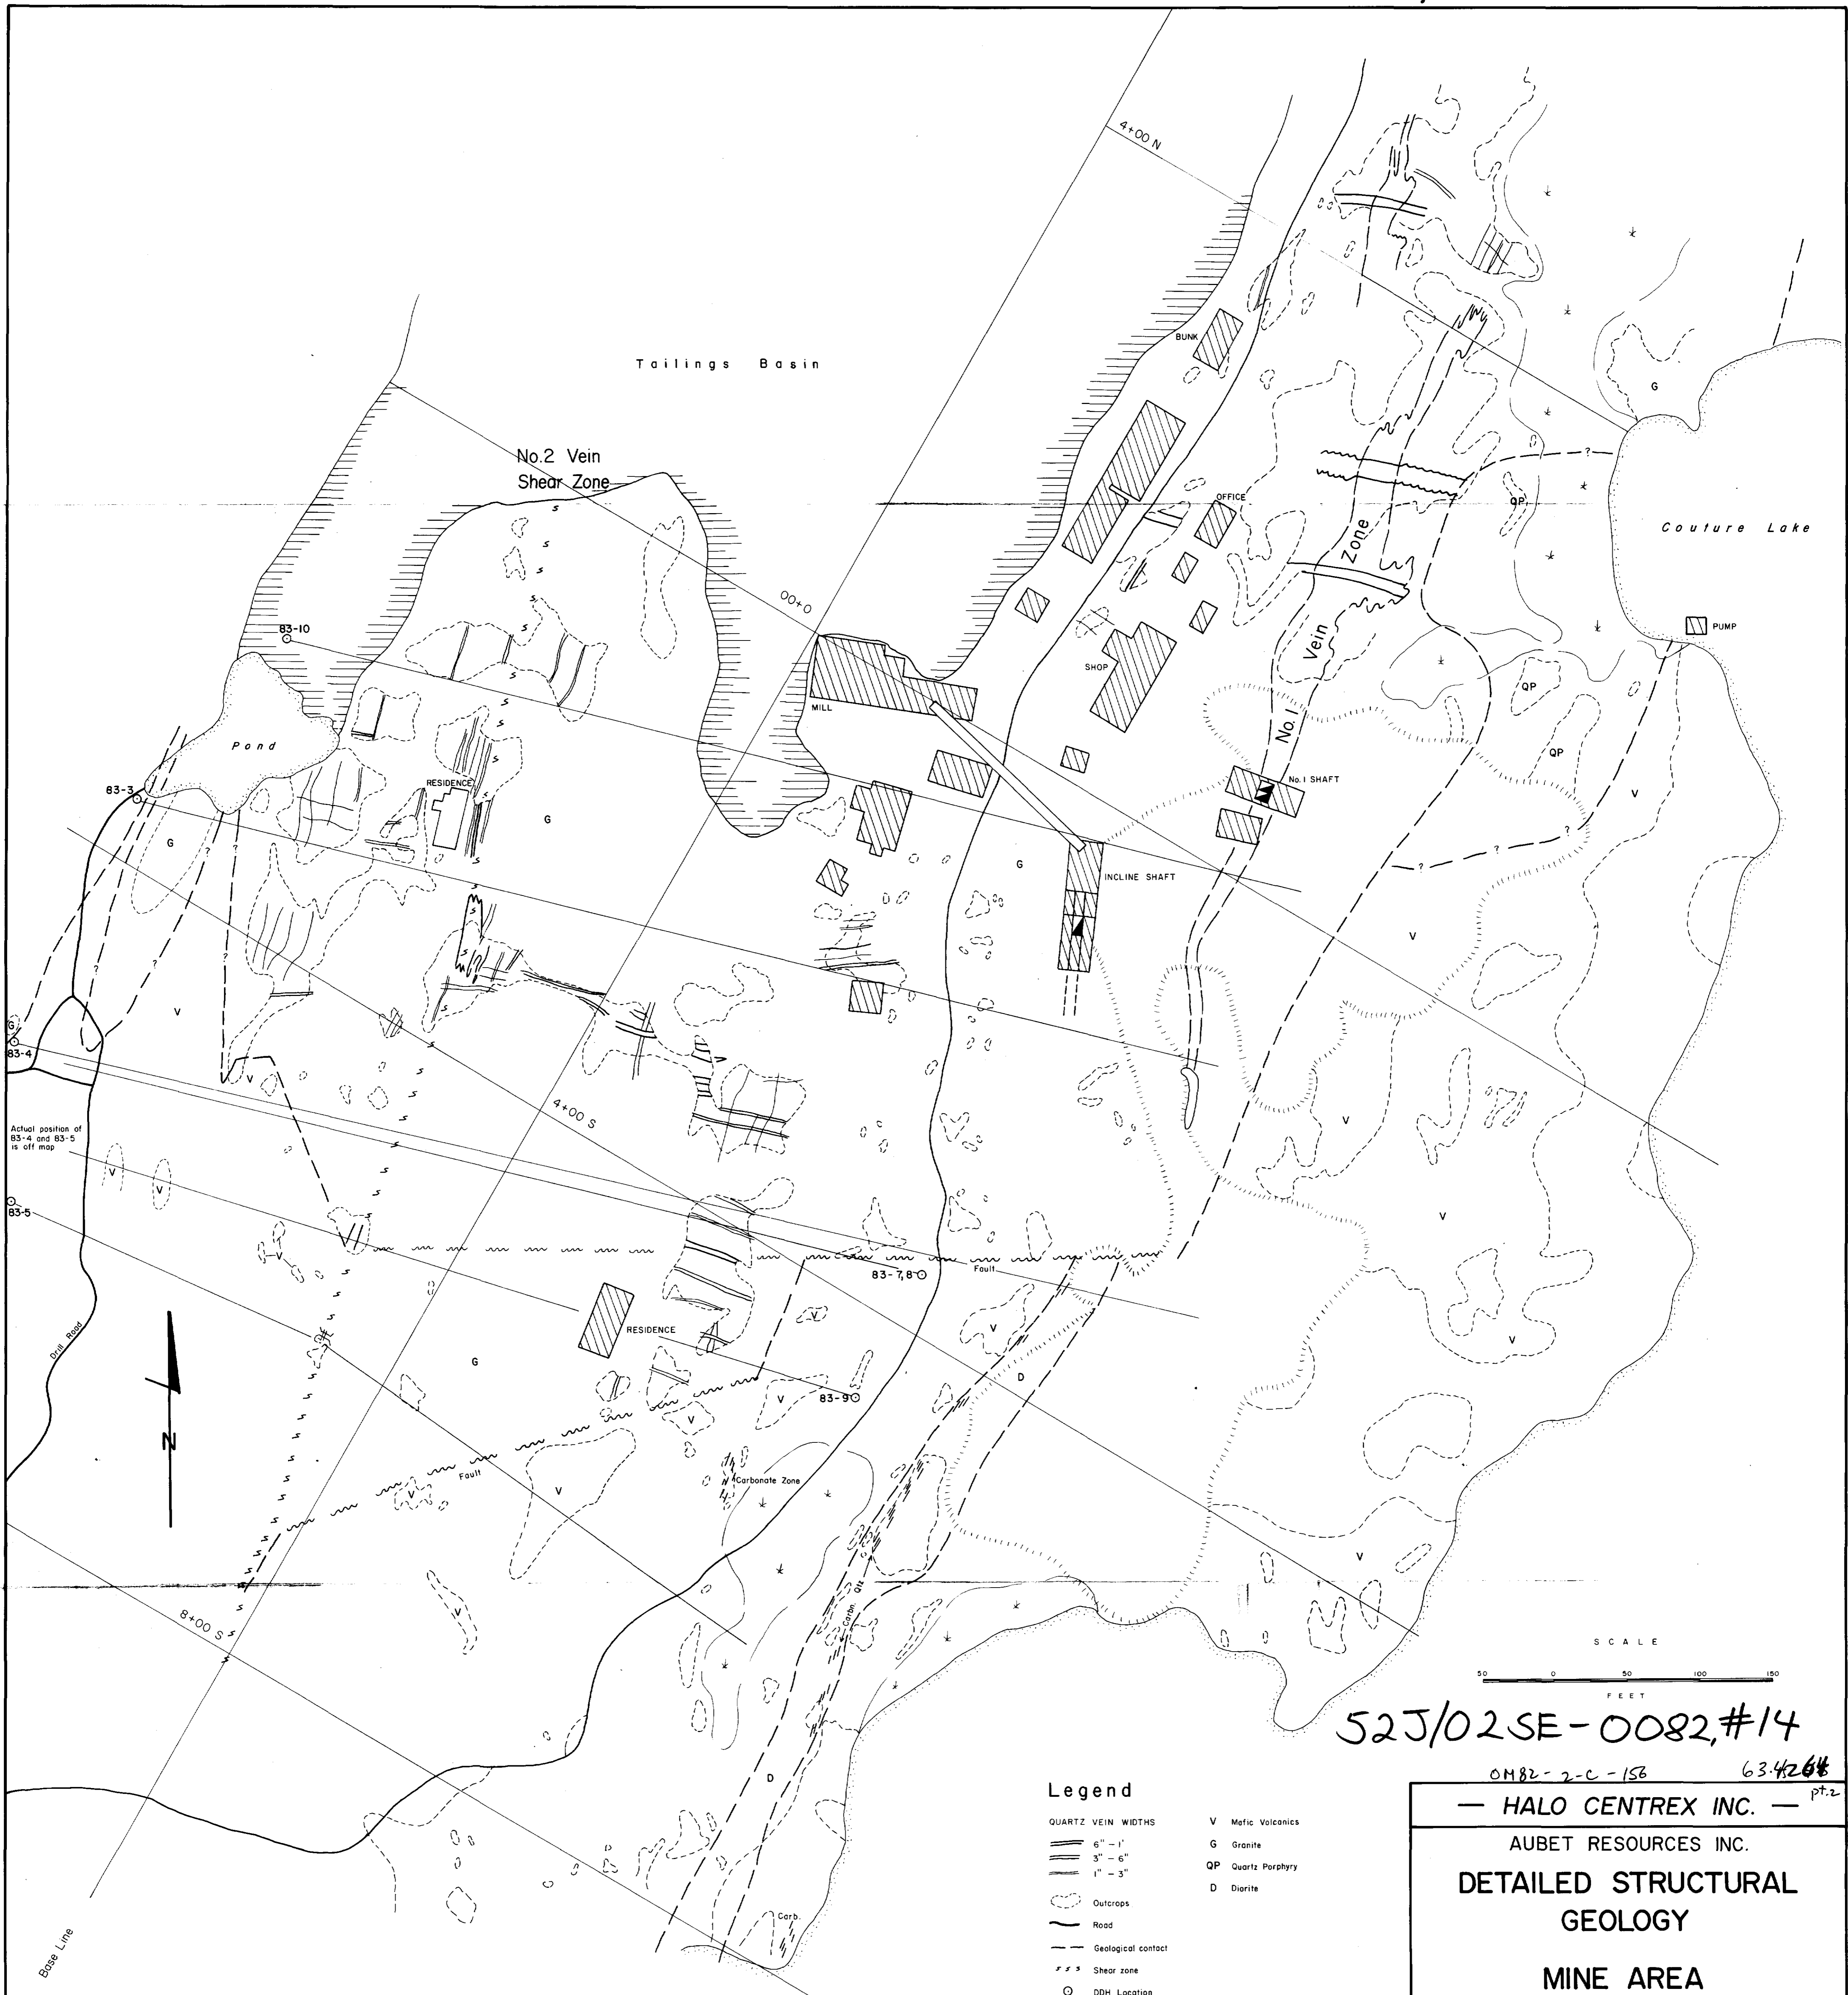 4+00 N
BUNK
Tailings Basin
G
No.2 Vein
Shear Zone
OFFICE
QP
Couture Lake
Zone
00+0
83-10
PUMP
Vein
SHOP
QP
MILL
No.1
QP
Pond
RESIDENCE
No. 1 SHAFT
83-3
V
G
G
G
INCLINE SHAFT
V
V
G
83-4
V
4+00 S
V
Actual position of
83-4 and 83-5
is off map
V
V
83-5
V
V
Fault
83-7,8
V
V
V
RESIDENCE
Drill Road
G
D
V
83-9
V
N
Carbonate Zone
Fault
V
V
V
Carbn. Qtz
V
8+00 S
SCALE
50 0 50 100 150
FEET
52J/02SE-0082,#14
OM82-2-C-156
pt.2
D
Legend
— HALO CENTREX INC. —
QUARTZ VEIN WIDTHS
6" – 1'
3" – 6"
1" – 3"
V Mafic Volcanics
G Granite
QP Quartz Porphyry
D Diorite
AUBET RESOURCES INC.
DETAILED STRUCTURAL
GEOLOGY
MINE AREA
Outcrops
Carb.
Road
Geological contact
s s s Shear zone
DDH Location
Base Line